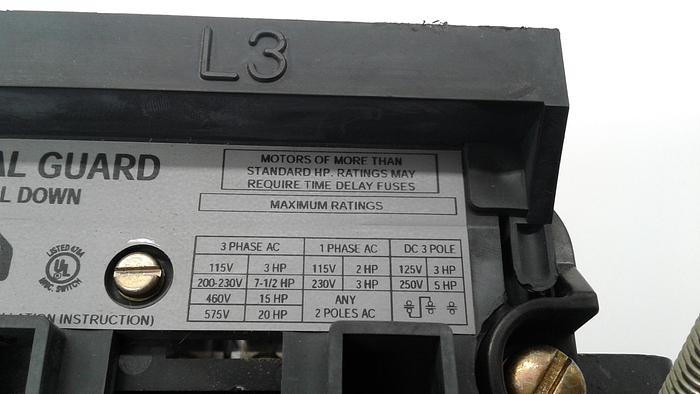 L3
AL GUARD
L DOWN
MOTORS OF MORE THAN
STANDARD HP. RATINGS MAY
REQUIRE TIME DELAY FUSES
MAXIMUM RATINGS
3 PHASE AC 1 PHASE AC DC 3 POLE
115V 3 HP 115V 2 HP 125V 3 HP
200-230V 7-1/2 HP 230V 3 HP 250V 5 HP
460V 15 HP ANY
575V 20 HP 2 POLES AC
LISTED
UL
SWITCH
INSTRUCTION)